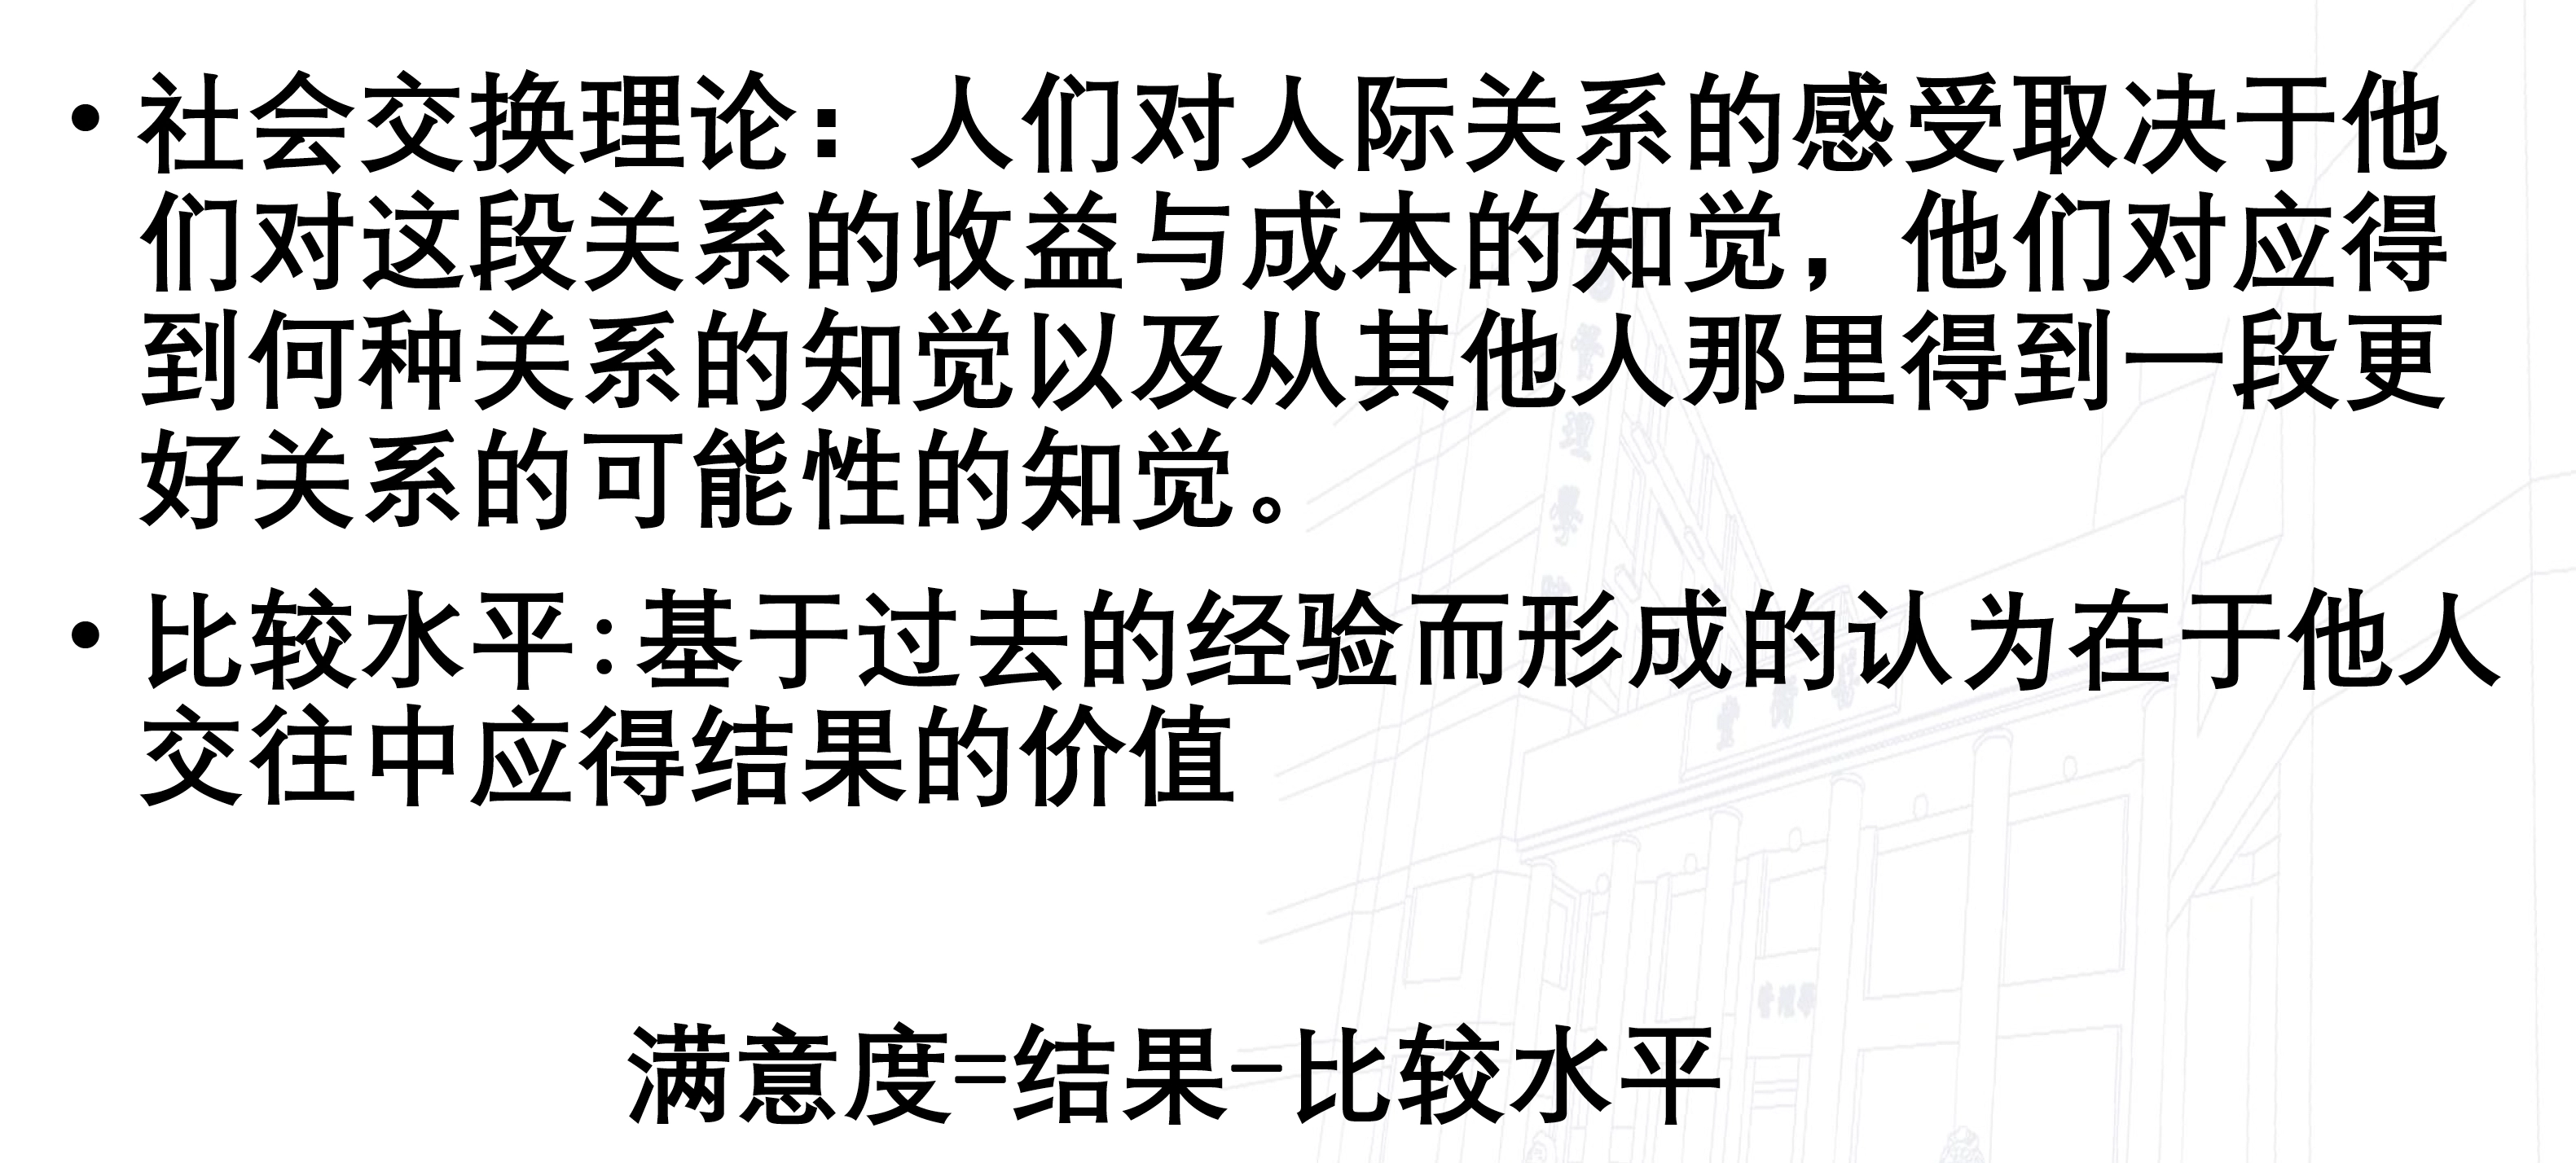 • 社会交换理论：人们对人际关系的感受取决于他
们对这段关系的收益与成本的知觉，他们对应得
到何种关系的知觉以及从其他人那里得到一段更
好关系的可能性的知觉。
• 比较水平:基于过去的经验而形成的认为在于他人
交往中应得结果的价值
满意度=结果-比较水平